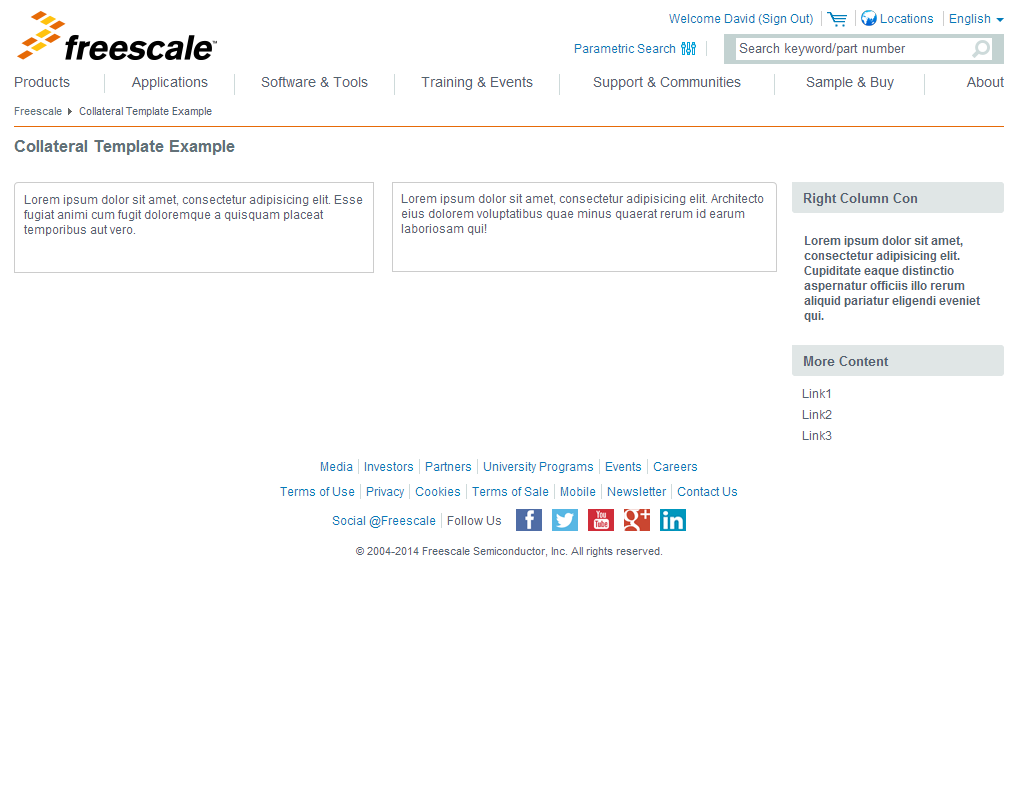 Welcome David (Sign Out) Locations English
freescale™
Parametric Search Search keyword/part number
Products Applications Software & Tools Training & Events Support & Communities Sample & Buy About
Freescale Collateral Template Example
Collateral Template Example
Lorem ipsum dolor sit amet, consectetur adipisicing elit. Esse
fugiat animi cum fugit doloremque a quisquam placeat
temporibus aut vero.
Lorem ipsum dolor sit amet, consectetur adipisicing elit. Architecto
eius dolorem voluptatibus quae minus quaerat rerum id earum
laboriosam qui!
Right Column Con
Lorem ipsum dolor sit amet,
consectetur adipisicing elit.
Cupiditate eaque distinctio
aspernatur officiis illo rerum
aliquid pariatur eligendi eveniet
qui.
More Content
Link1
Link2
Link3
Media Investors Partners University Programs Events Careers
Terms of Use Privacy Cookies Terms of Sale Mobile Newsletter Contact Us
Social @Freescale Follow Us f You Tube g+ in
© 2004-2014 Freescale Semiconductor, Inc. All rights reserved.